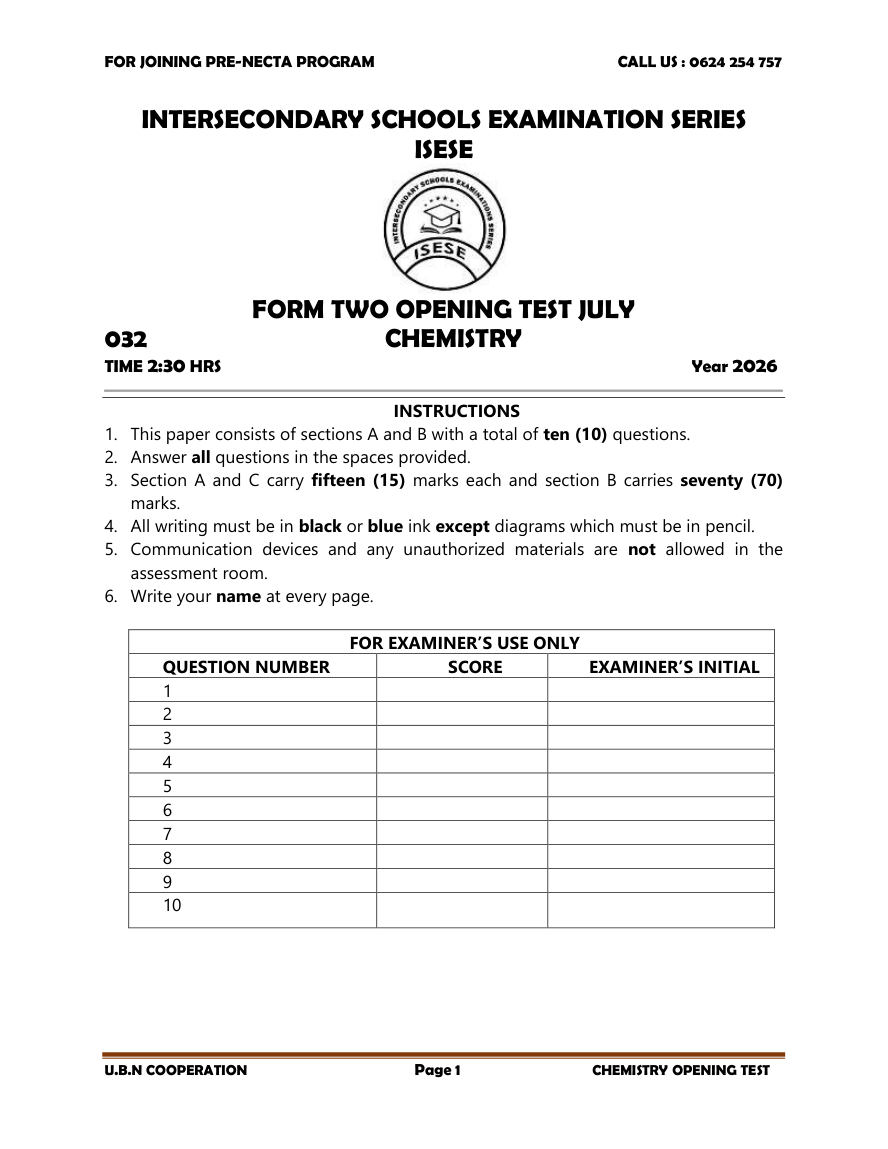 FOR JOINING PRE-NECTA PROGRAM CALL US : 0624 254 757
INTERSECONDARY SCHOOLS EXAMINATION SERIES
ISESE
INTERSECONDARY SCHOOLS EXAMINATIONS SERIES
ISESE
FORM TWO OPENING TEST JULY
032 CHEMISTRY
TIME 2:30 HRS Year 2026
INSTRUCTIONS
1. This paper consists of sections A and B with a total of ten (10) questions.
2. Answer all questions in the spaces provided.
3. Section A and C carry fifteen (15) marks each and section B carries seventy (70)
marks.
4. All writing must be in black or blue ink except diagrams which must be in pencil.
5. Communication devices and any unauthorized materials are not allowed in the
assessment room.
6. Write your name at every page.
FOR EXAMINER'S USE ONLY
QUESTION NUMBER SCORE EXAMINER'S INITIAL
1
2
3
4
5
6
7
8
9
10
U.B.N COOPERATION Page 1 CHEMISTRY OPENING TEST